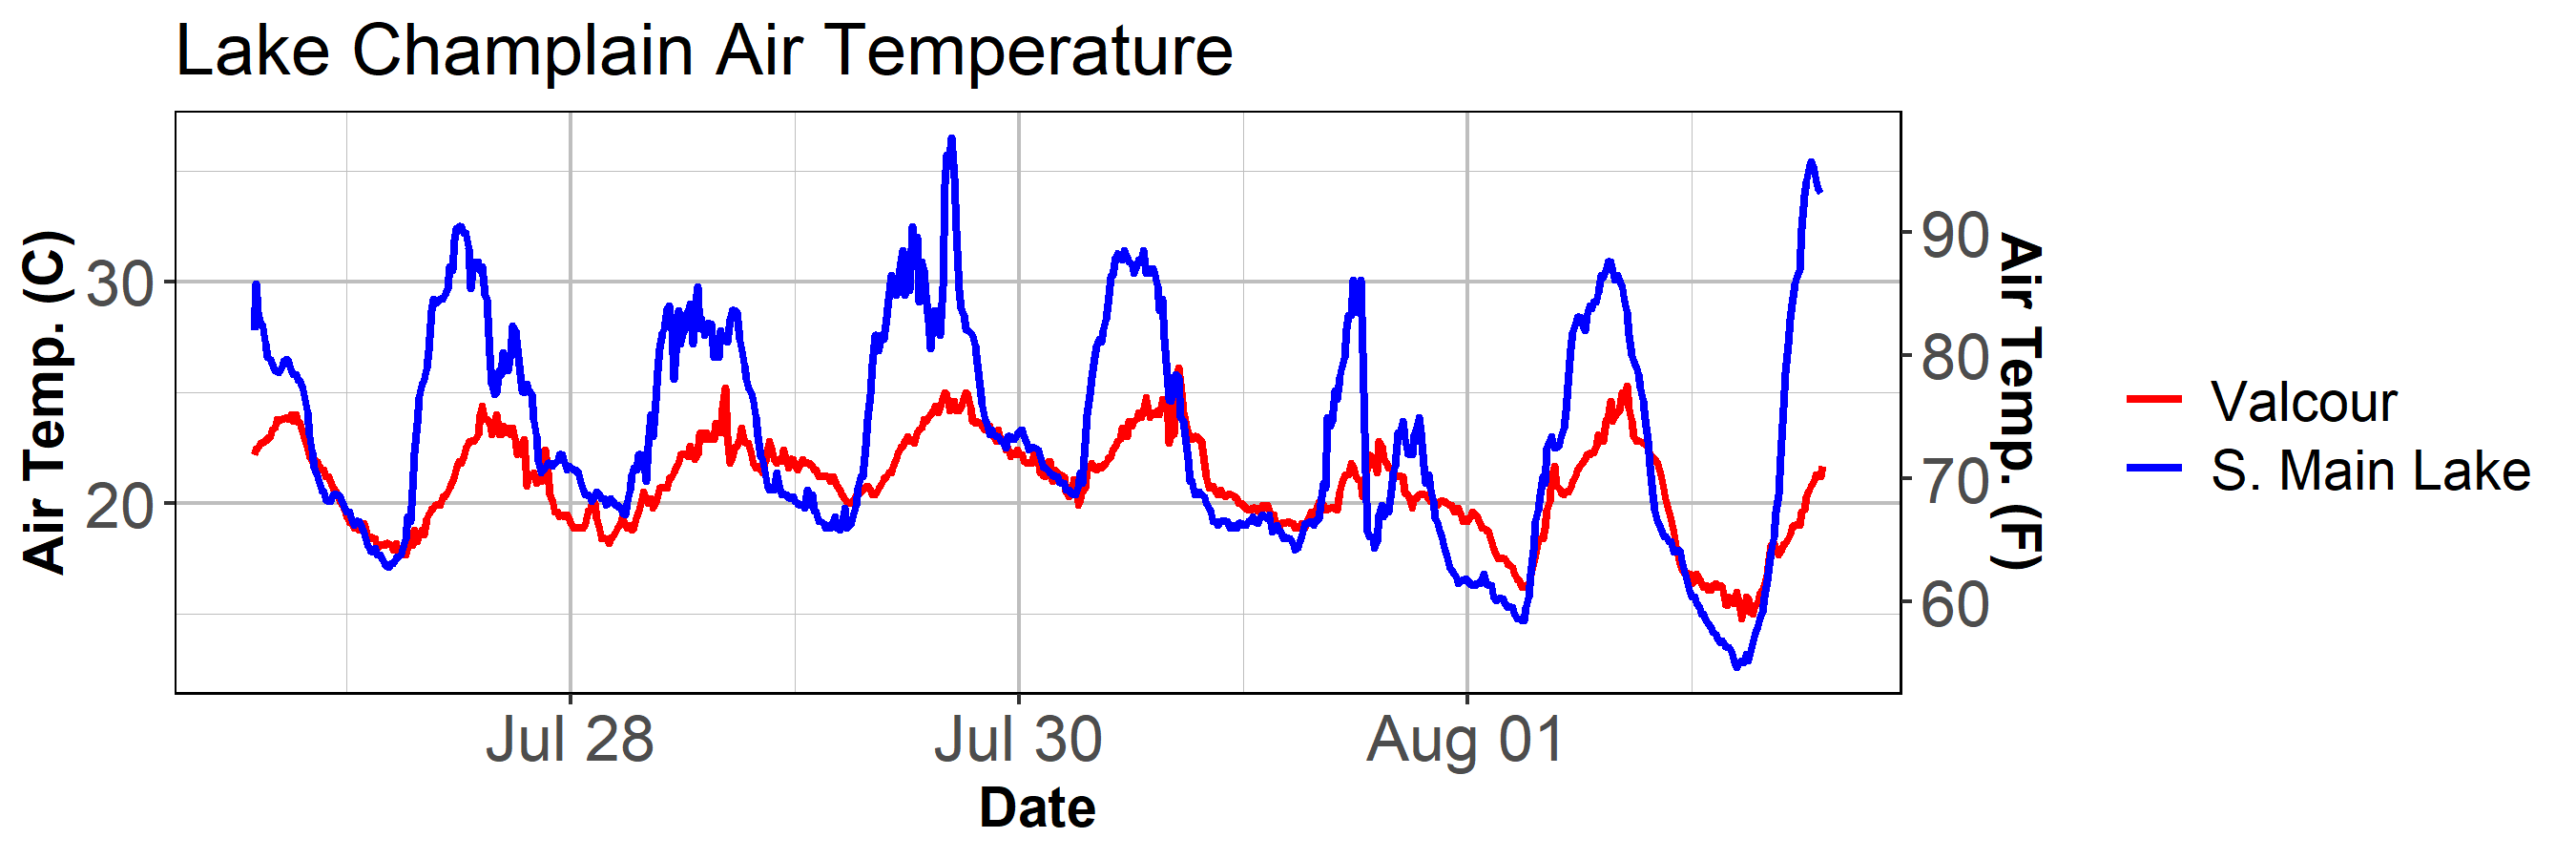 Lake Champlain Air Temperature
Air Temp. (C)
30
20
90
80
70
60
Air Temp. (F)
Valcour
S. Main Lake
Jul 28
Jul 30
Aug 01
Date